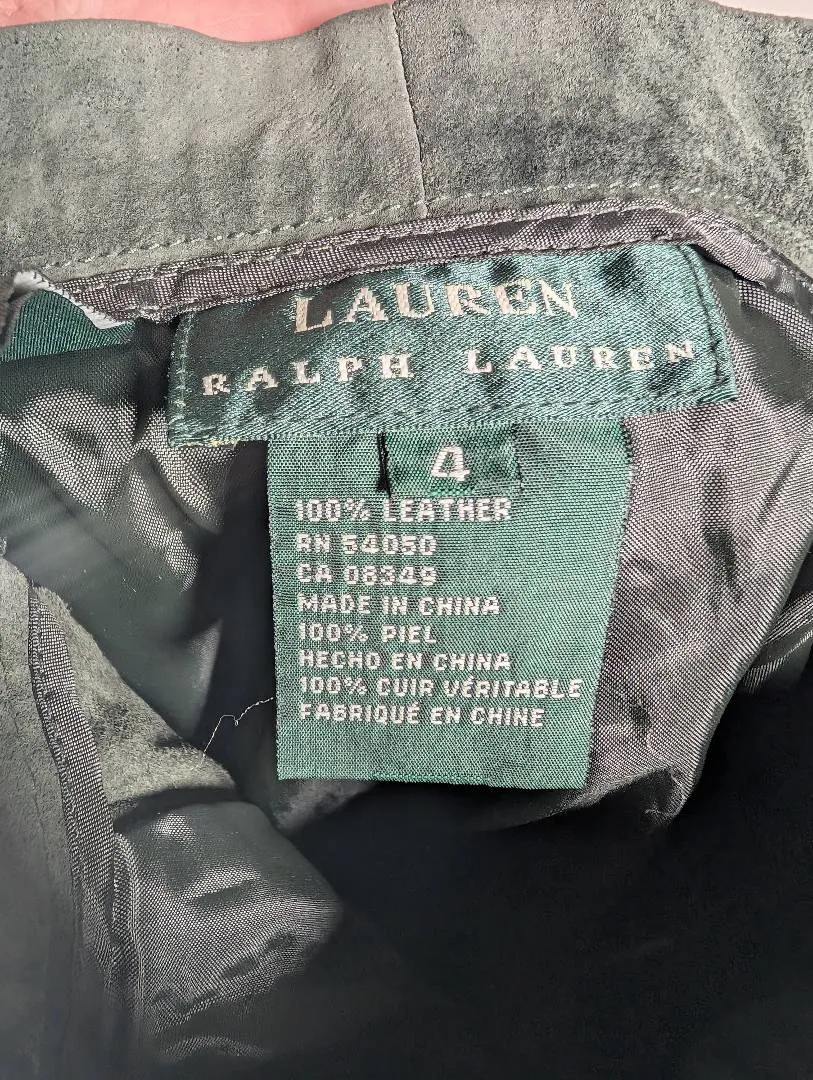 LAUREN
RALPH LAUREN
4
100% LEATHER
RN 54050
CA 08349
MADE IN CHINA
100% PIEL
HECHO EN CHINA
100% CUIR VÉRITABLE
FABRIQUÉ EN CHINE